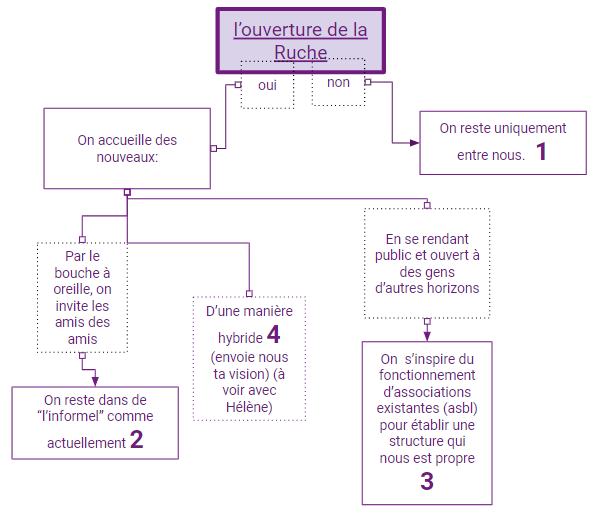 l'ouverture de la
Ruche
oui
non
On reste uniquement
entre nous. 1
On accueille des
nouveaux:
Par le
bouche à
oreille, on
invite les
amis des
amis
D'une manière
hybride 4
(envoie nous
ta vision) (à
voir avec
Hélène)
En se rendant
public et ouvert à
des gens
d'autres horizons
On reste dans de
“l'informel” comme
actuellement 2
On s'inspire du
fonctionnement
d'associations
existantes (asbl)
pour établir une
structure qui
nous est propre
3